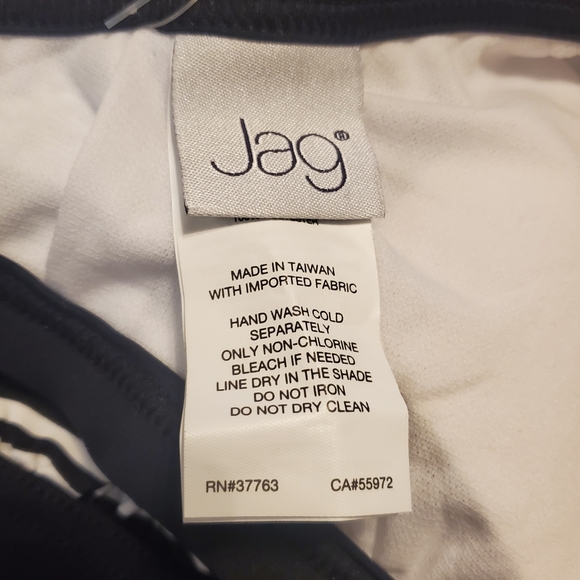 Jag®
MADE IN TAIWAN
WITH IMPORTED FABRIC
HAND WASH COLD
SEPARATELY
ONLY NON-CHLORINE
BLEACH IF NEEDED
LINE DRY IN THE SHADE
DO NOT IRON
DO NOT DRY CLEAN
RN#37763 CA#55972